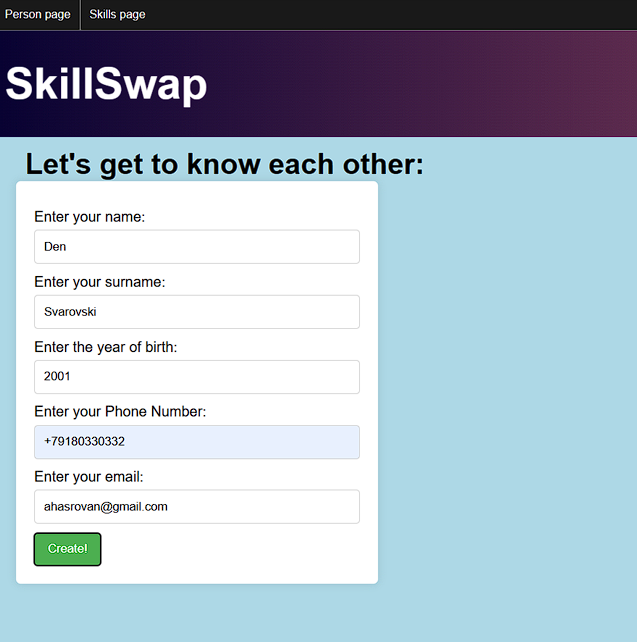 Person page Skills page
SkillSwap
Let's get to know each other:
Enter your name:
Den
Enter your surname:
Svarovski
Enter the year of birth:
2001
Enter your Phone Number:
+79180330332
Enter your email:
ahasrovan@gmail.com
Create!